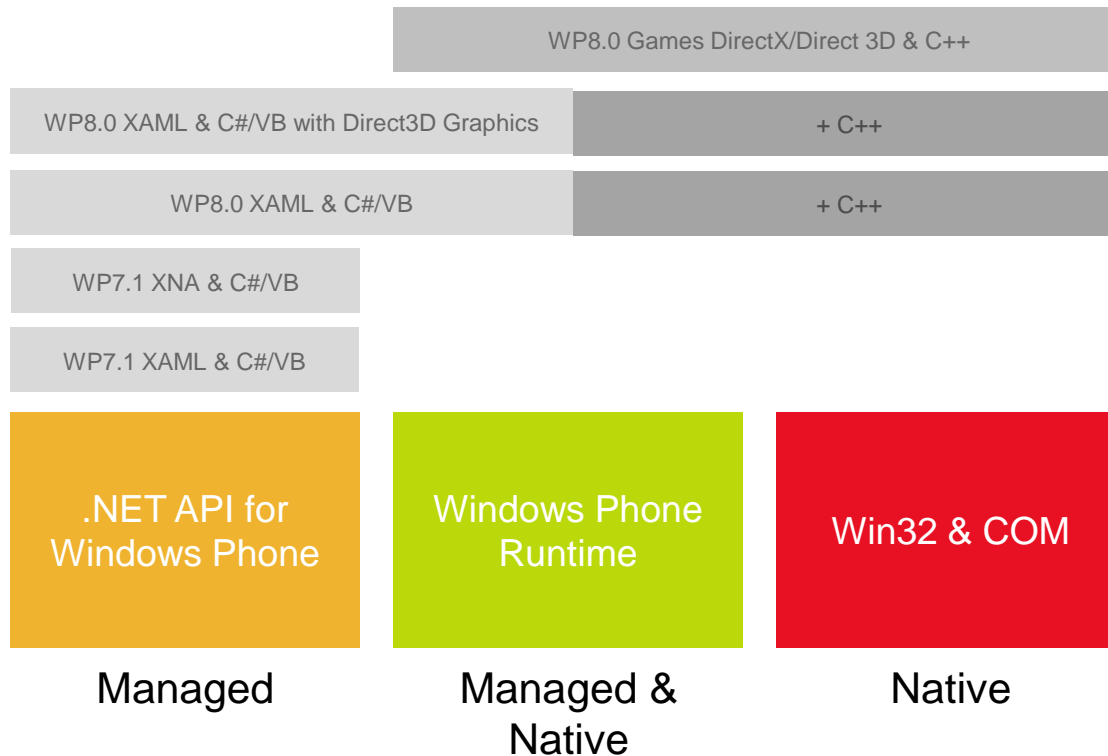 WP8.0 Games DirectX/Direct 3D & C++
WP8.0 XAML & C#/VB with Direct3D Graphics
+ C++
WP8.0 XAML & C#/VB
+ C++
WP7.1 XNA & C#/VB
WP7.1 XAML & C#/VB
.NET API for
Windows Phone
Windows Phone
Runtime
Win32 & COM
Managed
Managed &
Native
Native